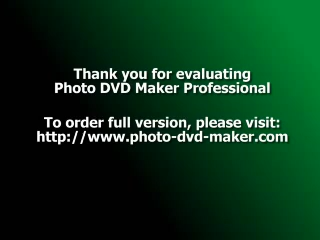 Thank you for evaluating
Photo DVD Maker Professional
To order full version, please visit:
http://www.photo-dvd-maker.com